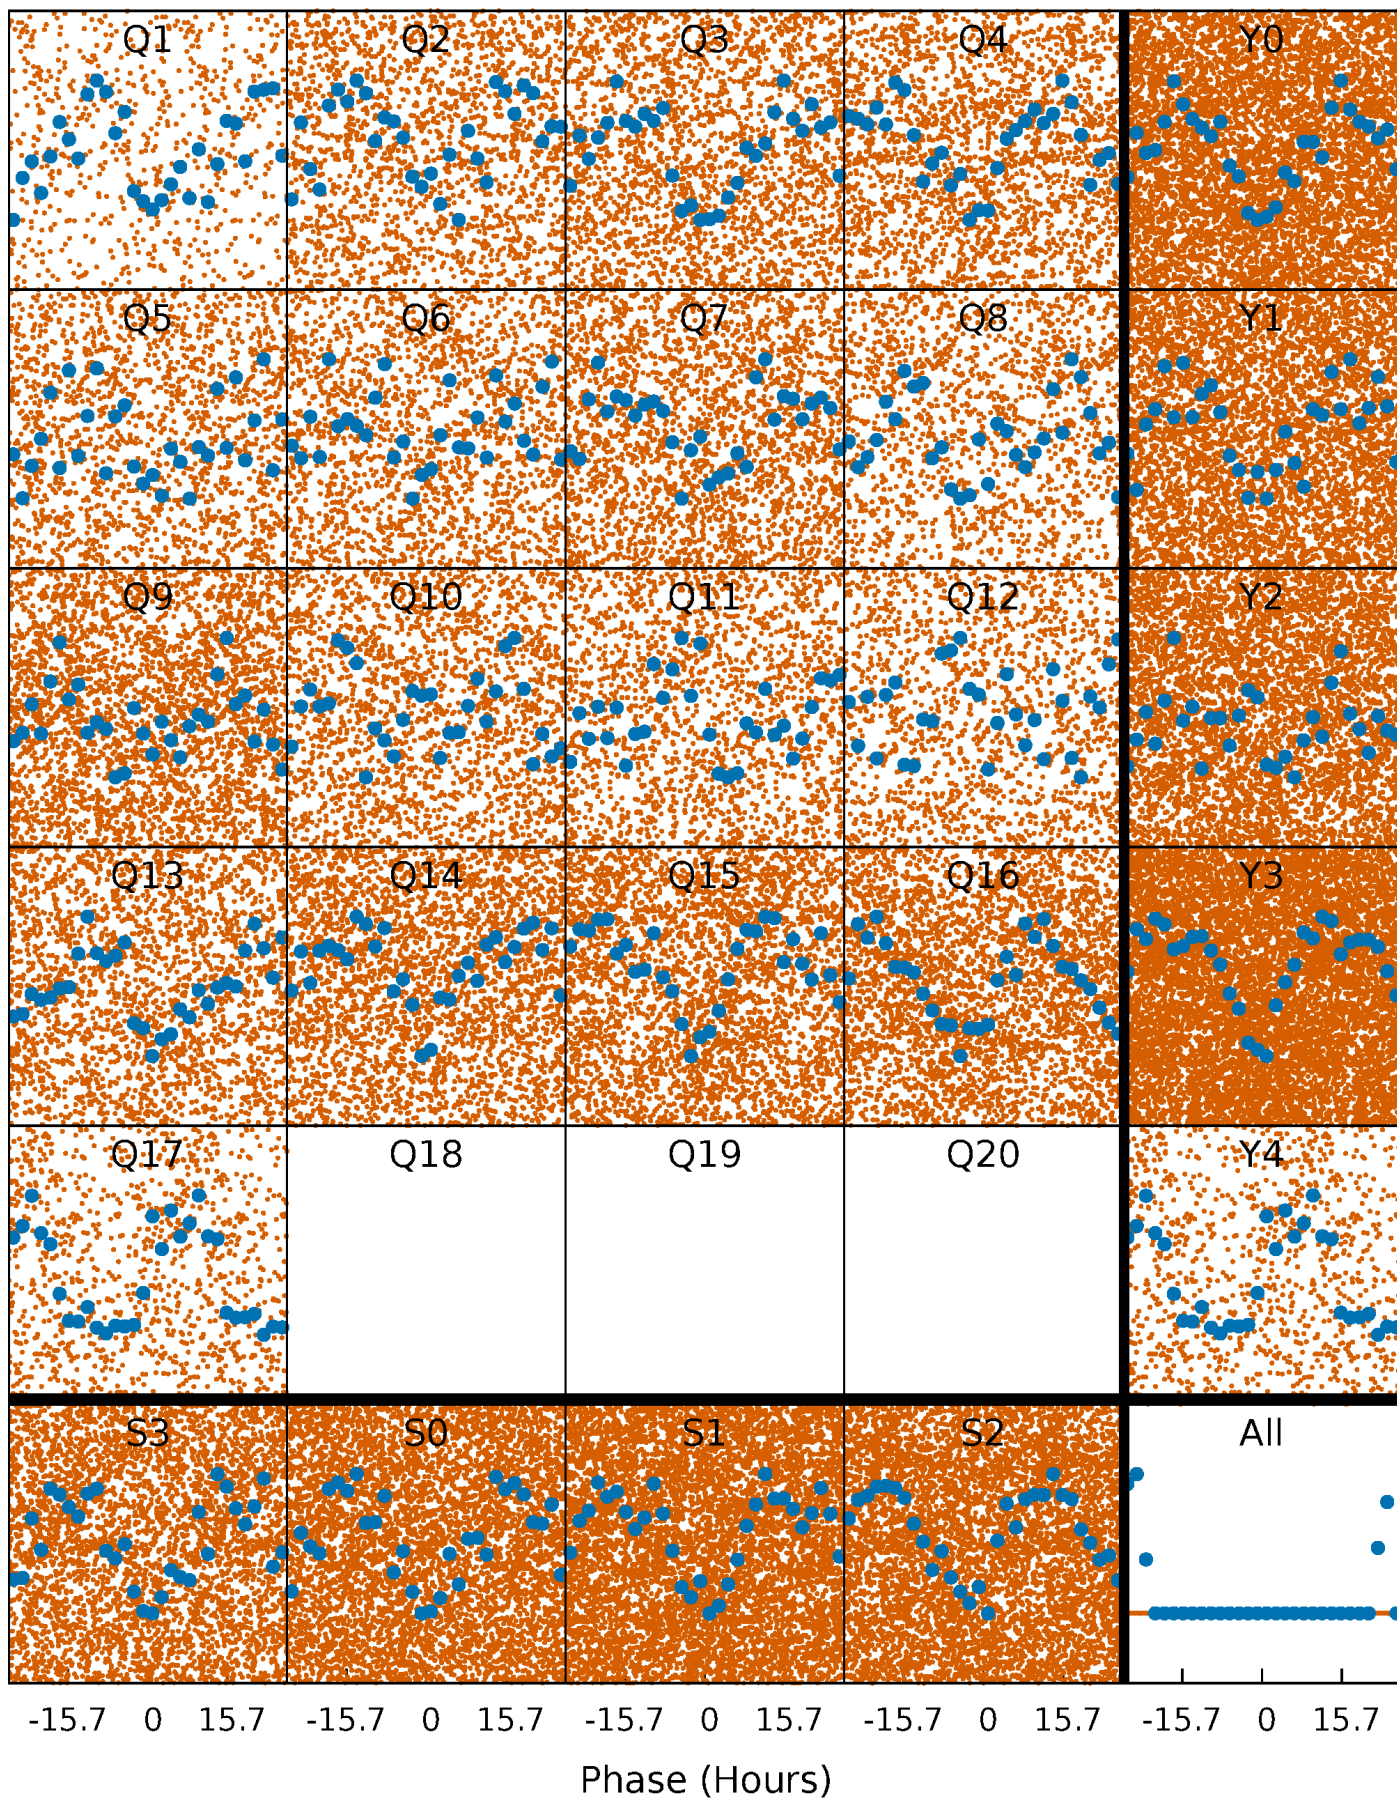 Q1 Q2 Q3 Q4 Y0
Q5 Q6 Q7 Q8 Y1
Q9 Q10 Q11 Q12 Y2
Q13 Q14 Q15 Q16 Y3
Q17 Q18 Q19 Q20 Y4
S3 S0 S1 S2 All
-15.7 0 15.7 -15.7 0 15.7 -15.7 0 15.7 -15.7 0 15.7 -15.7 0 15.7
Phase (Hours)